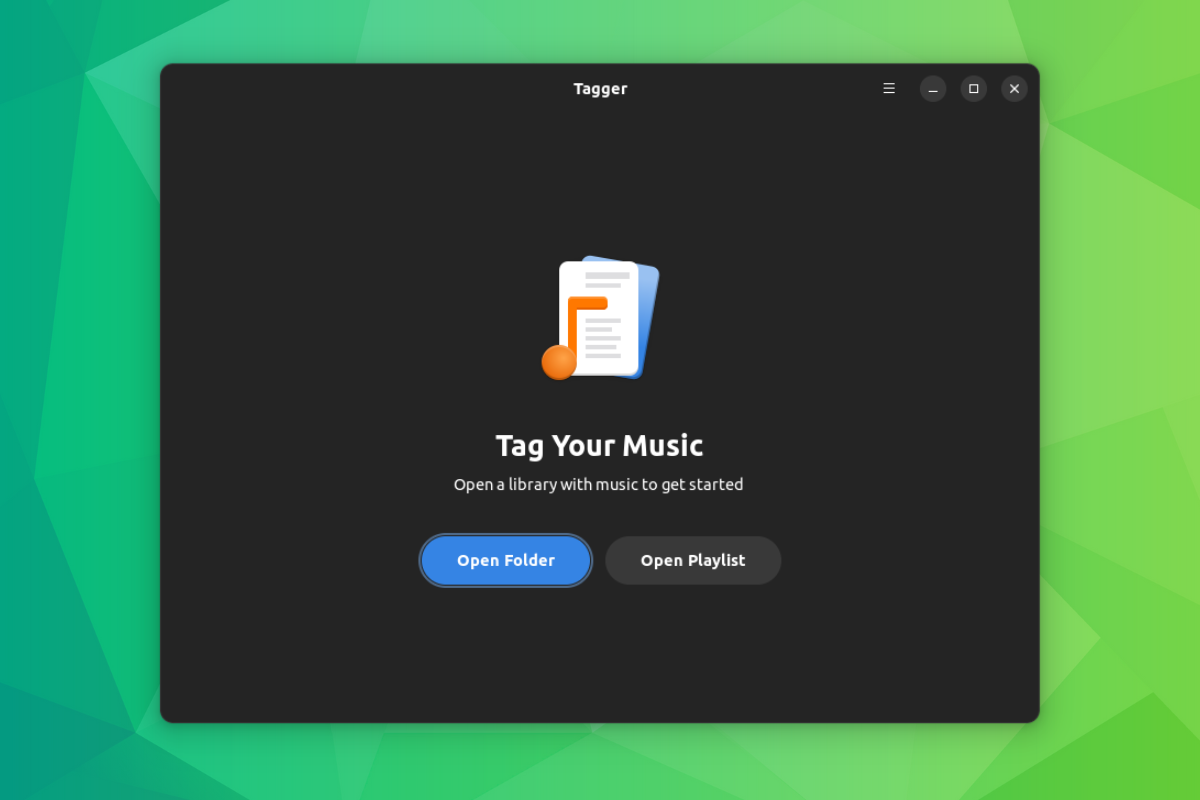 Tagger
Tag Your Music
Open a library with music to get started
Open Folder
Open Playlist